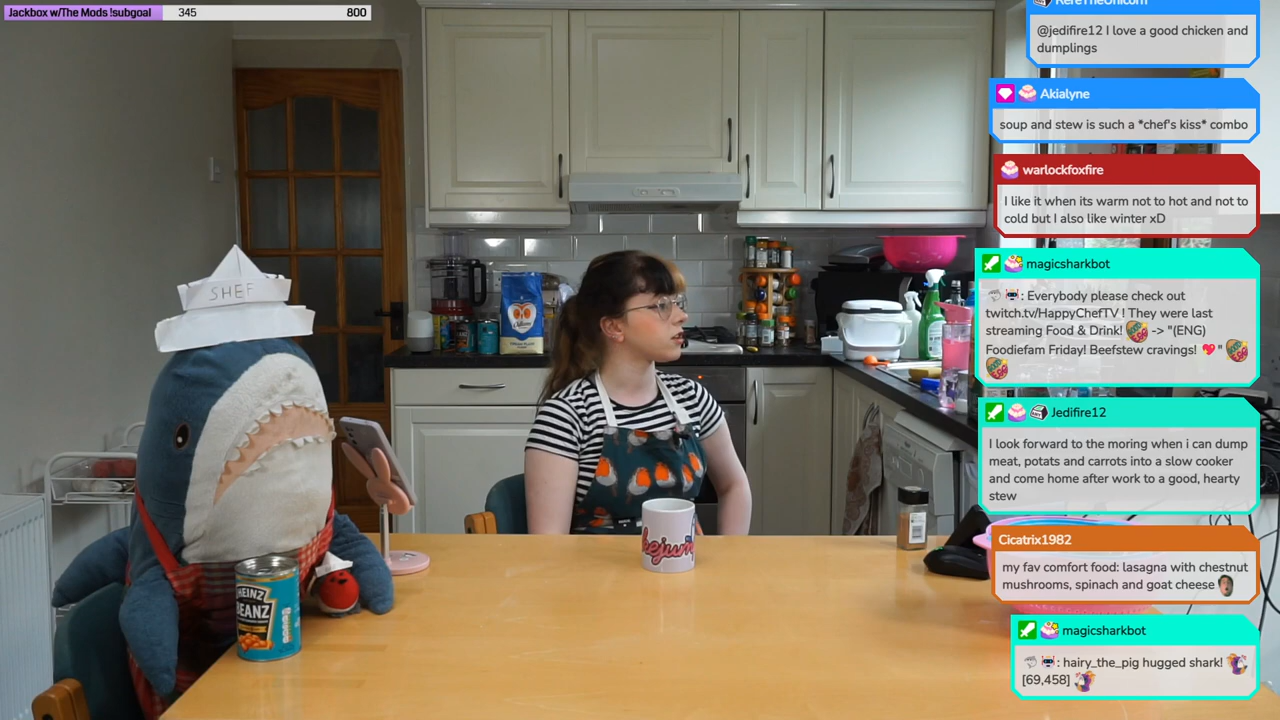 Jackbox w/The Mods !subgoal 345 800
@jedifire12 I love a good chicken and
dumplings
Akialyne
soup and stew is such a *chef's kiss* combo
warlockfoxfire
I like it when its warm not to hot and not to
cold but I also like winter xD
magicsharkbot
: Everybody please check out
twitch.tv/HappyChefTV ! They were last
streaming Food & Drink! -> "(ENG)
Foodiefam Friday! Beefstew cravings! "
Jedifire12
I look forward to the moring when i can dump
meat, potats and carrots into a slow cooker
and come home after work to a good, hearty
stew
Cicatrix1982
my fav comfort food: lasagna with chestnut
mushrooms, spinach and goat cheese
magicsharkbot
: hairy_the_pig hugged shark!
[69,458]
SHEF
HEINZ
BEANZ